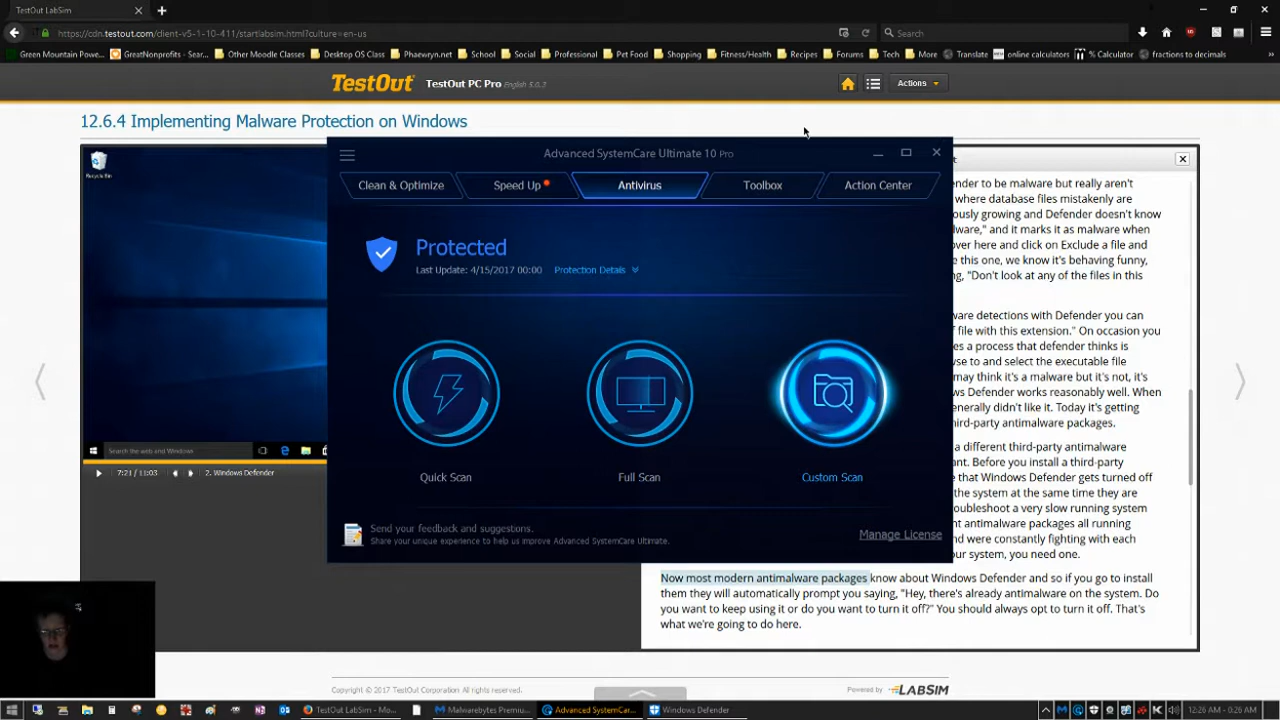 TestOut LabSim
https://cdn.testout.com/client-v5-1-10-411/startlabsim.html?culture=en-us
Search
Green Mountain Powe...
GreatNonprofits - Sear...
Other Moodle Classes
Desktop OS Class
Phaewryn.net
School
Social
Professional
Pet Food
Shopping
Fitness/Health
Recipes
Forums
Tech
More
Translate
online calculators
% Calculator
fractions to decimals
TestOut
TestOut PC Pro English 5.0.3
Actions
12.6.4 Implementing Malware Protection on Windows
Recycle Bin
Search the web and Windows
7:21 / 11:03
2. Windows Defender
Advanced SystemCare Ultimate 10 Pro
Clean & Optimize
Speed Up
Antivirus
Toolbox
Action Center
Protected
Last Update: 4/15/2017 00:00
Protection Details
Quick Scan
Full Scan
Custom Scan
Send your feedback and suggestions.
Share your unique experience to help us improve Advanced SystemCare Ultimate.
Manage License
ender to be malware but really aren't
where database files mistakenly are
ously growing and Defender doesn't know
lware," and it marks it as malware when
over here and click on Exclude a file and
e this one, we know it's behaving funny,
ng, "Don't look at any of the files in this
ware detections with Defender you can
f file with this extension." On occasion you
es a process that defender thinks is
wse to and select the executable file
may think it's a malware but it's not, it's
ws Defender works reasonably well. When
enerally didn't like it. Today it's getting
hird-party antimalware packages.
a different third-party antimalware
ant. Before you install a third-party
e that Windows Defender gets turned off
the system at the same time they are
oubleshoot a very slow running system
nt antimalware packages all running
nd were constantly fighting with each
our system, you need one.
Now most modern antimalware packages know about Windows Defender and so if you go to install
them they will automatically prompt you saying, "Hey, there's already antimalware on the system. Do
you want to keep using it or do you want to turn it off?" You should always opt to turn it off. That's
what we're going to do here.
Copyright © 2017 TestOut Corporation All rights reserved.
Powered by LABSIM
TestOut LabSim - Mo...
Malwarebytes Premiu...
Advanced SystemCare...
Windows Defender
12:26 AM - 0:26 AM